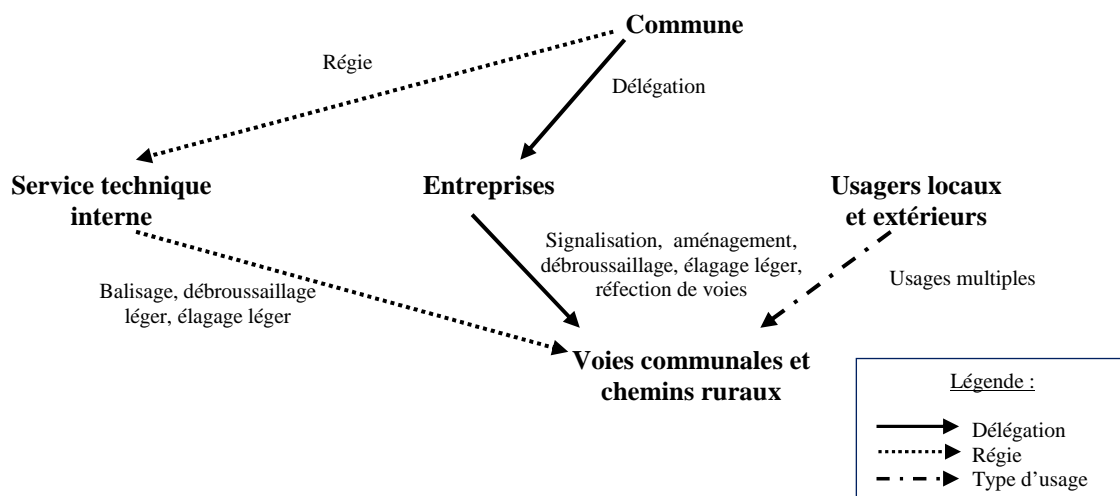 Commune
Régie
Délégation
Service technique
interne
Entreprises
Usagers locaux
et extérieurs
Signalisation, aménagement,
débroussaillage, élagage léger,
réfection de voies
Usages multiples
Balisage, débroussaillage
léger, élagage léger
Voies communales et
chemins ruraux
Légende :
Délégation
Régie
Type d’usage